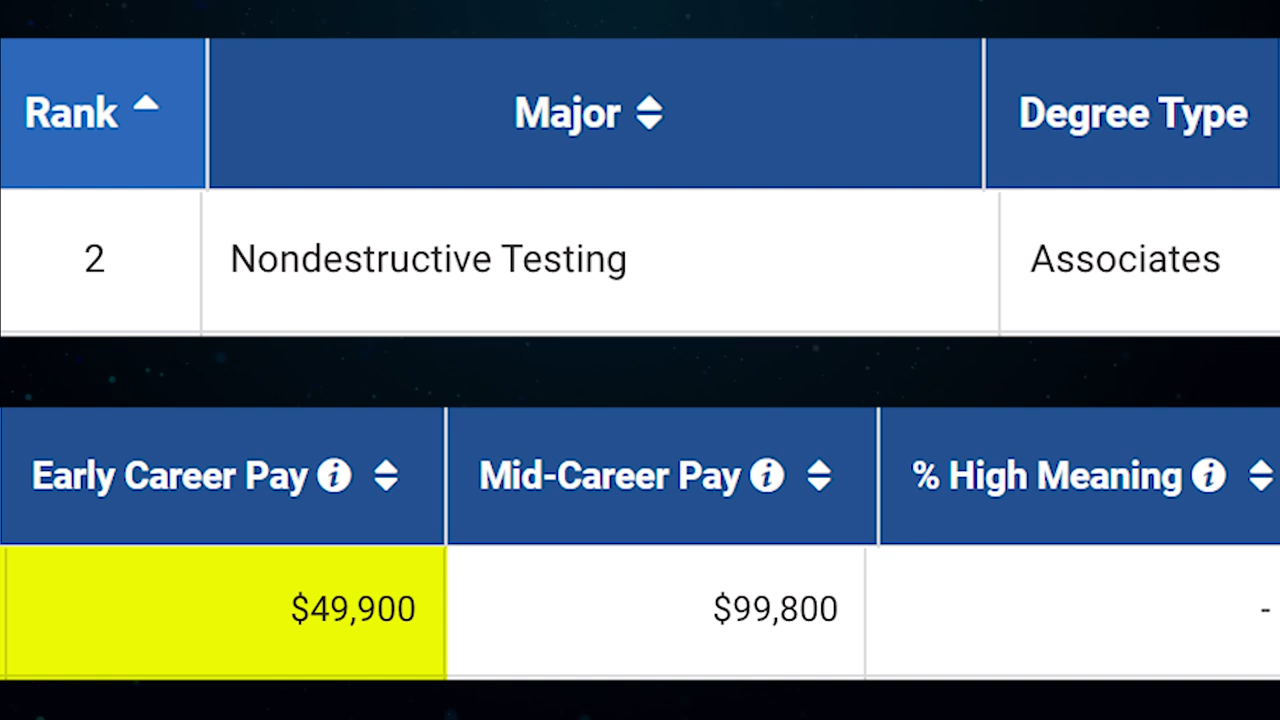 Rank Major Degree Type
2 Nondestructive Testing Associates
Early Career Pay i Mid-Career Pay i % High Meaning i
$49,900 $99,800 -